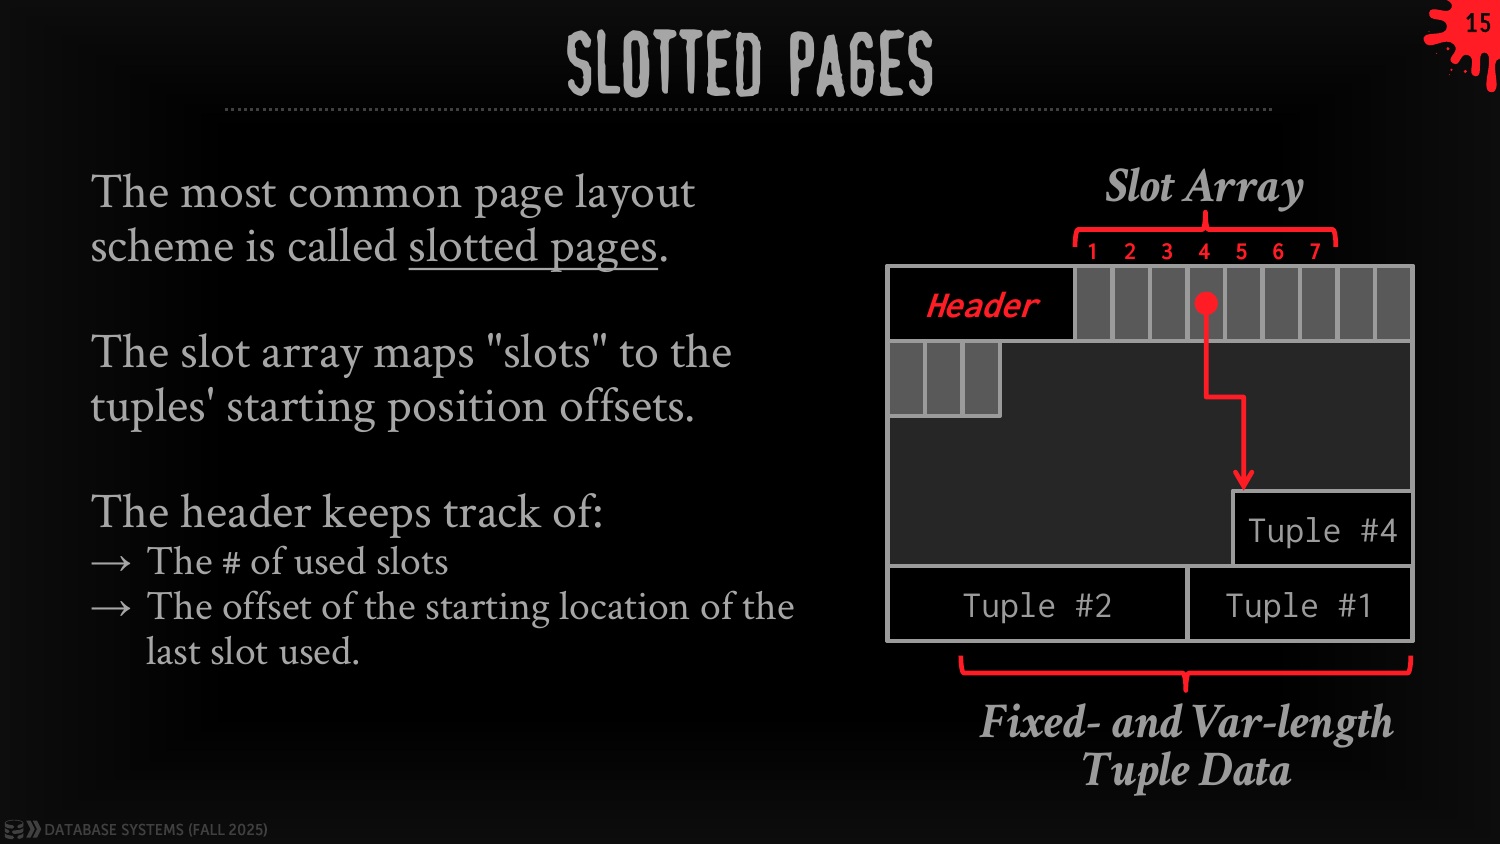 15
SLOTTED PAGES
The most common page layout
scheme is called slotted pages.
The slot array maps "slots" to the
tuples' starting position offsets.
The header keeps track of:
→ The # of used slots
→ The offset of the starting location of the
last slot used.
Slot Array
1 2 3 4 5 6 7
Header
Tuple #4
Tuple #2 Tuple #1
Fixed- and Var-length
Tuple Data
DATABASE SYSTEMS (FALL 2025)